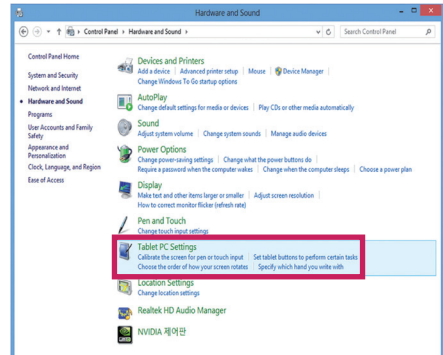 Hardware and Sound
Control Panel ▸ Hardware and Sound ▸
Search Control Panel
Control Panel Home
System and Security
Network and Internet
Hardware and Sound
Programs
User Accounts and Family
Safety
Appearance and
Personalization
Clock, Language, and Region
Ease of Access
Devices and Printers
Add a device | Advanced printer setup | Mouse | Device Manager |
Change Windows To Go startup options
AutoPlay
Change default settings for media or devices | Play CDs or other media automatically
Sound
Adjust system volume | Change system sounds | Manage audio devices
Power Options
Change power-saving settings | Change what the power buttons do |
Require a password when the computer wakes | Change when the computer sleeps | Choose a power plan
Display
Make text and other items larger or smaller | Adjust screen resolution |
How to correct monitor flicker (refresh rate)
Pen and Touch
Change touch input settings
Tablet PC Settings
Calibrate the screen for pen or touch input | Set tablet buttons to perform certain tasks
Choose the order of how your screen rotates | Specify which hand you write with
Location Settings
Change location settings
Realtek HD Audio Manager
NVIDIA 제어판